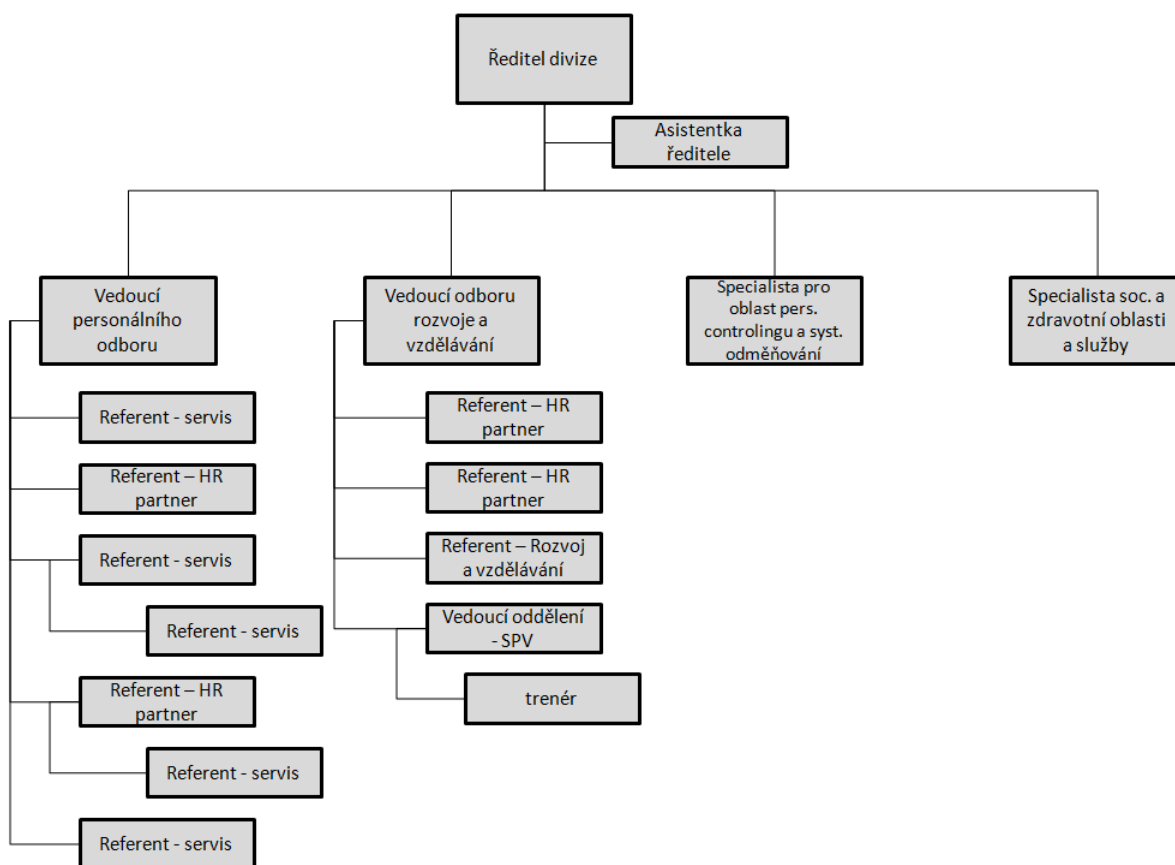 Ředitel divize
Asistentka
ředitele
Vedoucí
personálního
odboru
Vedoucí odboru
rozvoje a
vzdělávání
Specialista pro
oblast pers.
controlingu a syst.
odměňování
Specialista soc. a
zdravotní oblasti
a služby
Referent - servis
Referent – HR
partner
Referent - servis
Referent - servis
Referent – HR
partner
Referent - servis
Referent - servis
Referent – HR
partner
Referent – HR
partner
Referent – Rozvoj
a vzdělávání
Vedoucí oddělení
- SPV
trenér